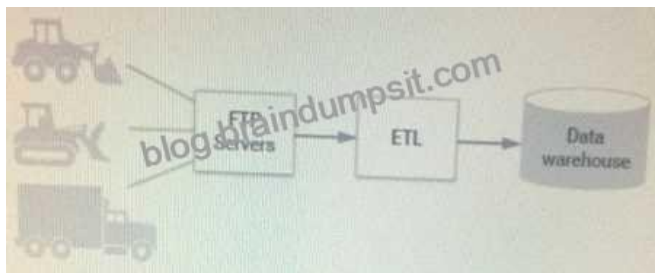 blog.braindumpsit.com
FTP
Servers
ETL
Data
warehouse